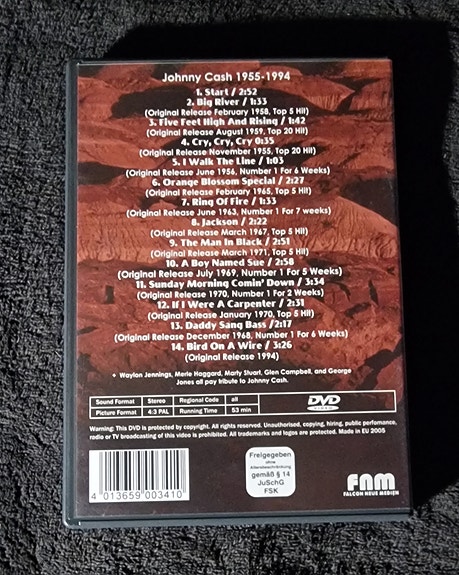 Johnny Cash 1955-1994
1. Start / 2:52
2. Big River / 1:33
(Original Release February 1958, Top 5 Hit)
3. Five Feet High And Rising / 1:42
(Original Release August 1959, Top 20 Hit)
4. Cry, Cry, Cry 0:35
(Original Release November 1955, Top 20 Hit)
5. I Walk The Line / 1:03
(Original Release June 1956, Number 1 For 6 Weeks)
6. Orange Blossom Special / 2:27
(Original Release February 1965, Top 5 Hit)
7. Ring Of Fire / 1:33
(Original Release June 1963, Number 1 For 7 weeks)
8. Jackson / 2:22
(Original Release March 1967, Top 5 Hit)
9. The Man In Black / 2:51
(Original Release March 1971, Top 5 Hit)
10. A Boy Named Sue / 2:58
(Original Release July 1969, Number 1 For 5 Weeks)
11. Sunday Morning Comin' Down / 3:34
(Original Release 1970, Number 1 For 2 Weeks)
12. If I Were A Carpenter / 2:31
(Original Release January 1970, Top 5 Hit)
13. Daddy Sang Bass / 2:17
(Original Release December 1968, Number 1 For 6 Weeks)
14. Bird On A Wire / 3:26
(Original Release 1994)
+ Waylon Jennings, Merle Haggard, Marty Stuart, Glen Campbell, and George
Jones all pay tribute to Johnny Cash.
Sound Format Stereo Regional Code all
Picture Format 4:3 PAL Running Time 53 min
DVD
VIDEO
Warning: This DVD is protected by copyright. All rights reserved. Unauthorised, copying, hiring, public perfomance,
radio or TV broadcasting of this video is prohibited. All trademarks and logos are protected. Made in EU 2005
4 013659 003410
Freigegeben
ohne
Altersbeschränkung
gemäß § 14
JuSchG
FSK
FNM
FALCON NEUE MEDIEN